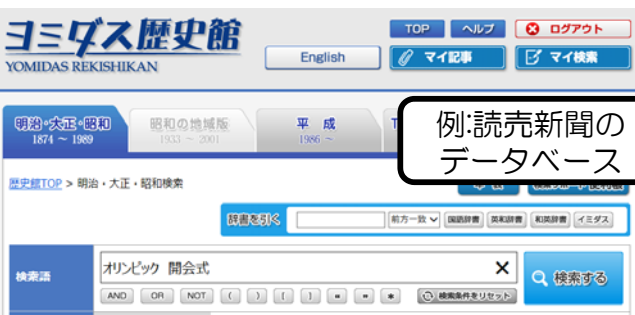 ヨミダス歴史館
YOMIDAS REKISHIKAN
TOP ヘルプ ログアウト
English マイ記事 マイ検索
明治・大正・昭和 昭和の地域版 平 成
1874 ～ 1989 1933 ～ 2001 1986 ～
例:読売新聞の
データベース
歴史館TOP > 明治・大正・昭和検索
辞書を引く 前方一致 国語辞書 英和辞書 和英辞書 イミダス
検索語 オリンピック 開会式 × 検索する
AND OR NOT ( ) [ ] = " * 検索条件をリセット